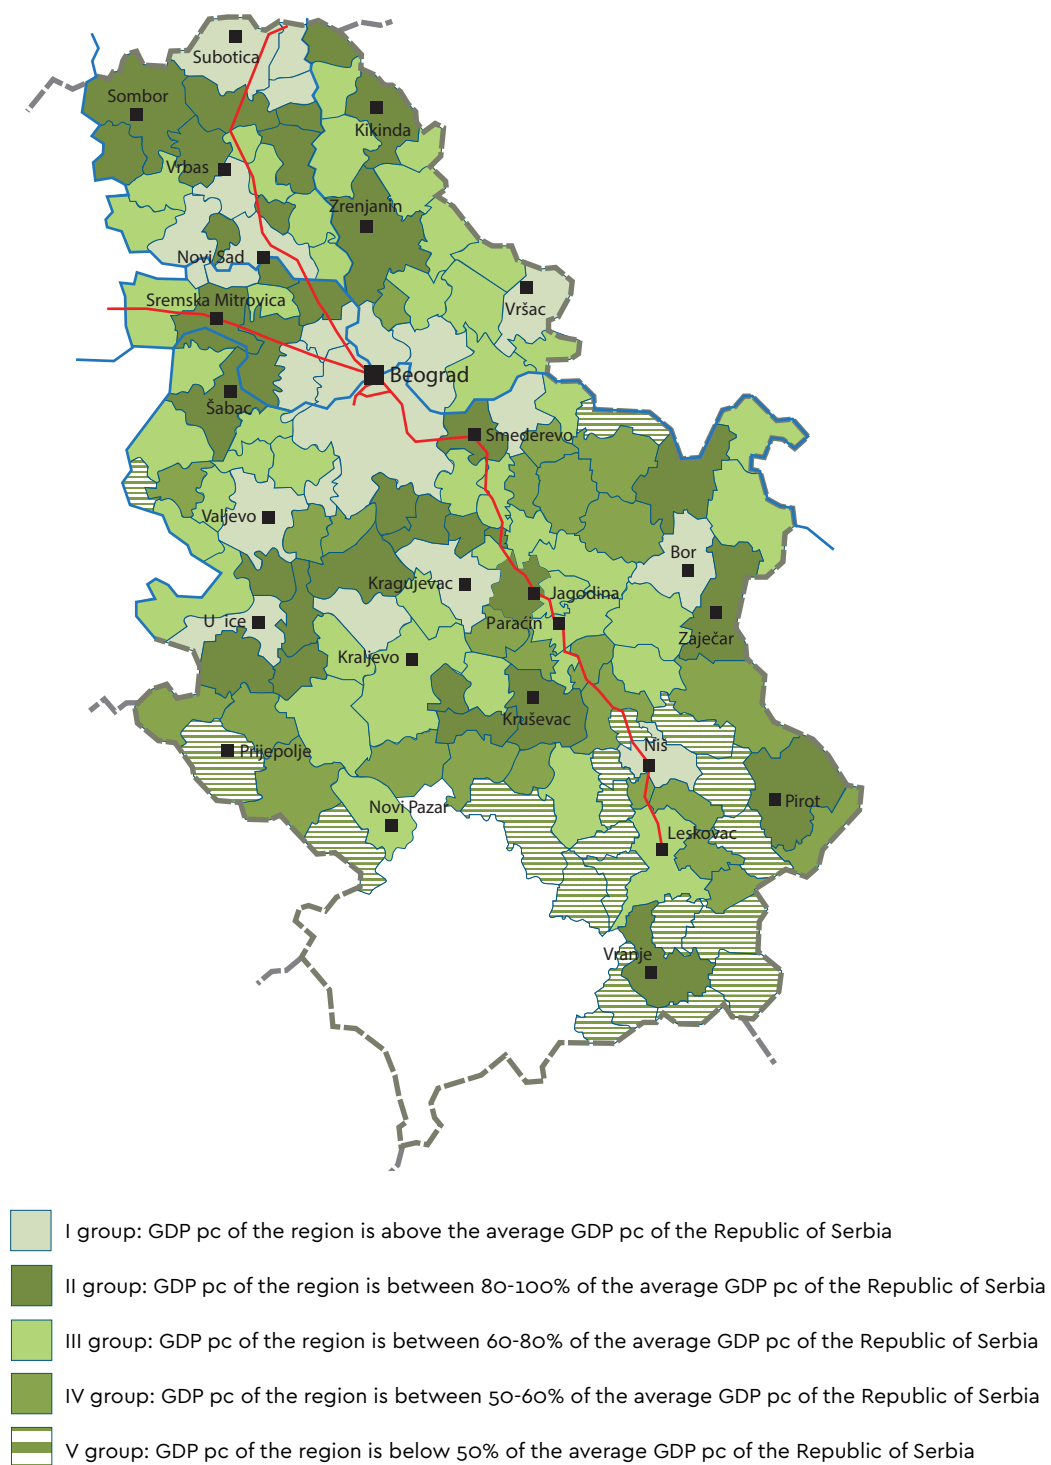 Subotica
Sombor
Kikinda
Vrbas
Zrenjanin
Novi Sad
Sremska Mitrovica
Vršac
Beograd
Šabac
Smederevo
Valjevo
Bor
Kragujevac
Jagodina
U ice
Paraćin
Zaječar
Kraljevo
Kruševac
Niš
Prijepolje
Pirot
Novi Pazar
Leskovac
Vranje
I group: GDP pc of the region is above the average GDP pc of the Republic of Serbia
II group: GDP pc of the region is between 80-100% of the average GDP pc of the Republic of Serbia
III group: GDP pc of the region is between 60-80% of the average GDP pc of the Republic of Serbia
IV group: GDP pc of the region is between 50-60% of the average GDP pc of the Republic of Serbia
V group: GDP pc of the region is below 50% of the average GDP pc of the Republic of Serbia